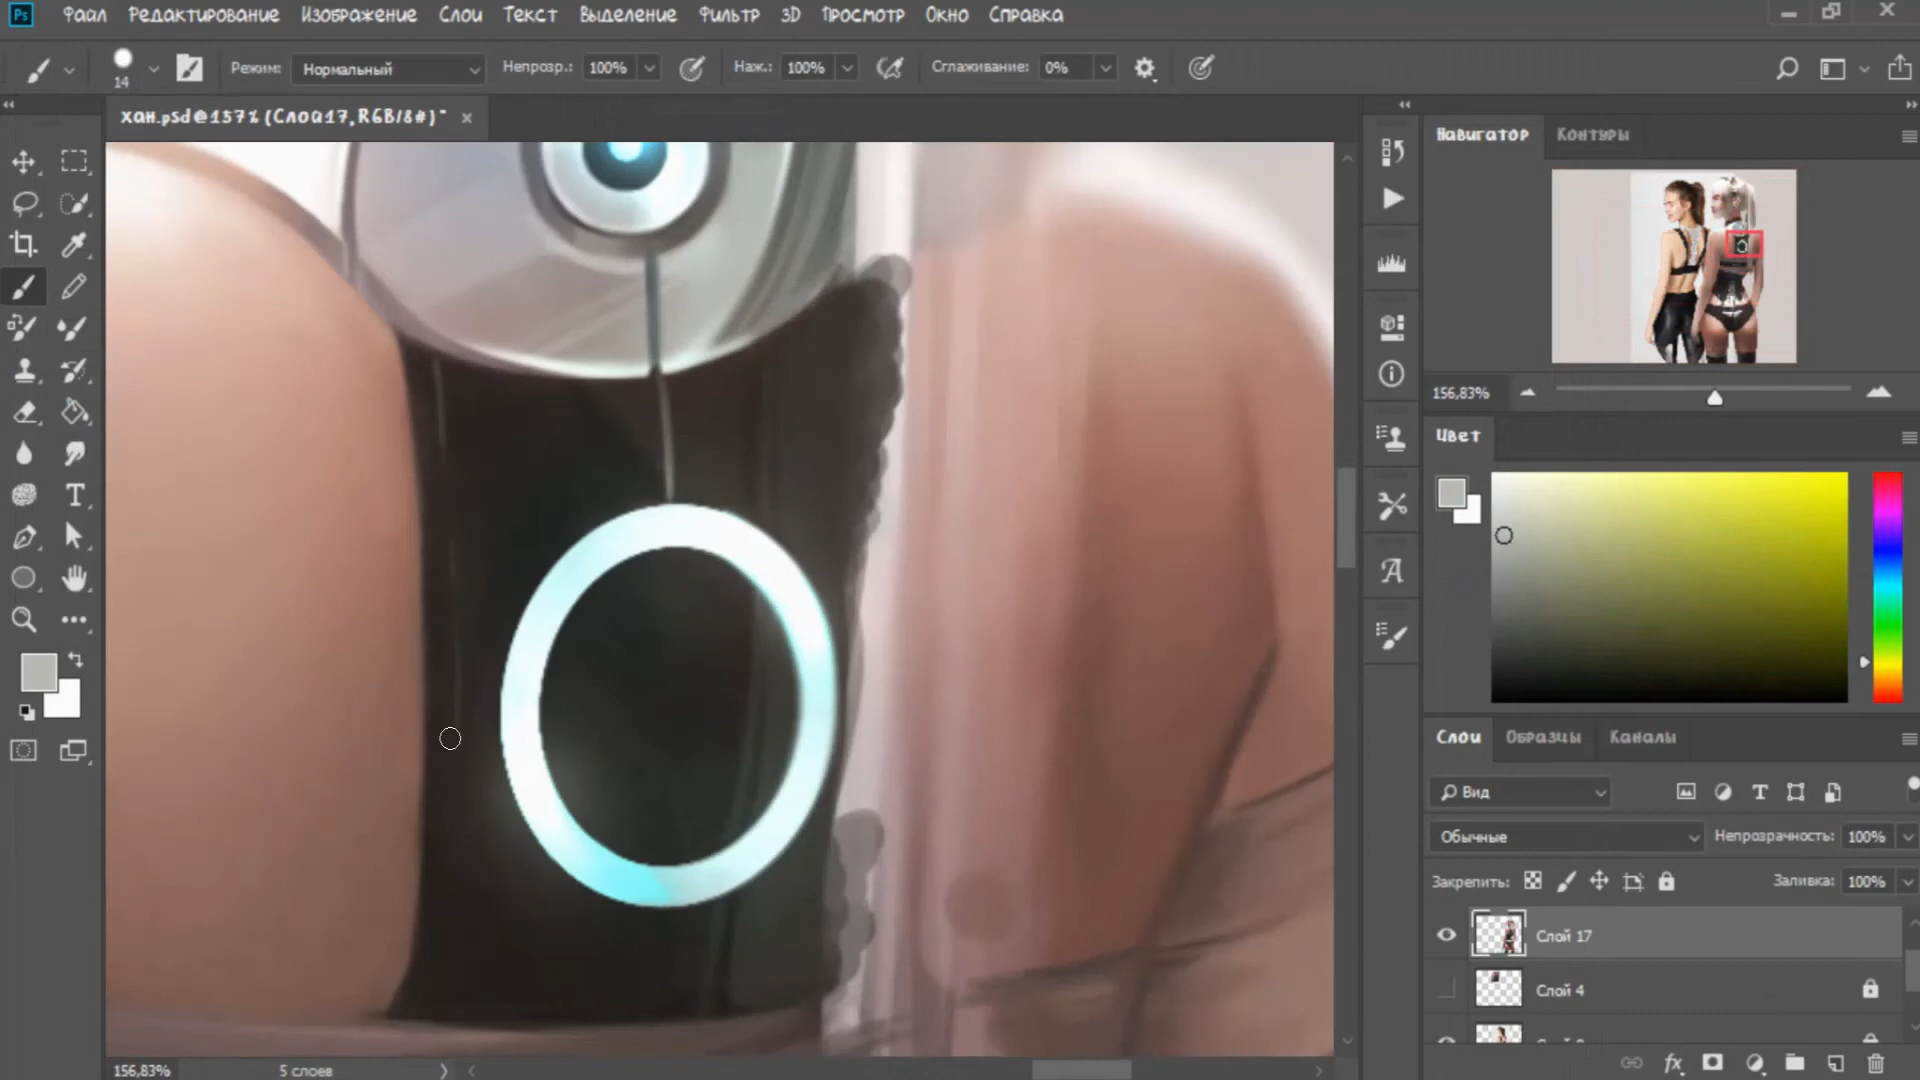 Ps Фаал Редактирование Изображение Слои Текст Выделение Фильтр 3D Просмотр Окно Справка
14 Режим: Нормальный Непрозр.: 100% Наж.: 100% Сглаживание: 0%
хан.psd @ 157% (Слой 17, RGB/8#) * ×
Навигатор Контуры
156,83%
Цвет
Слои Образцы Каналы
Вид
Обычные Непрозрачность: 100%
Закрепить: Заливка: 100%
Слой 17
Слой 4
156,83% 5 слоев